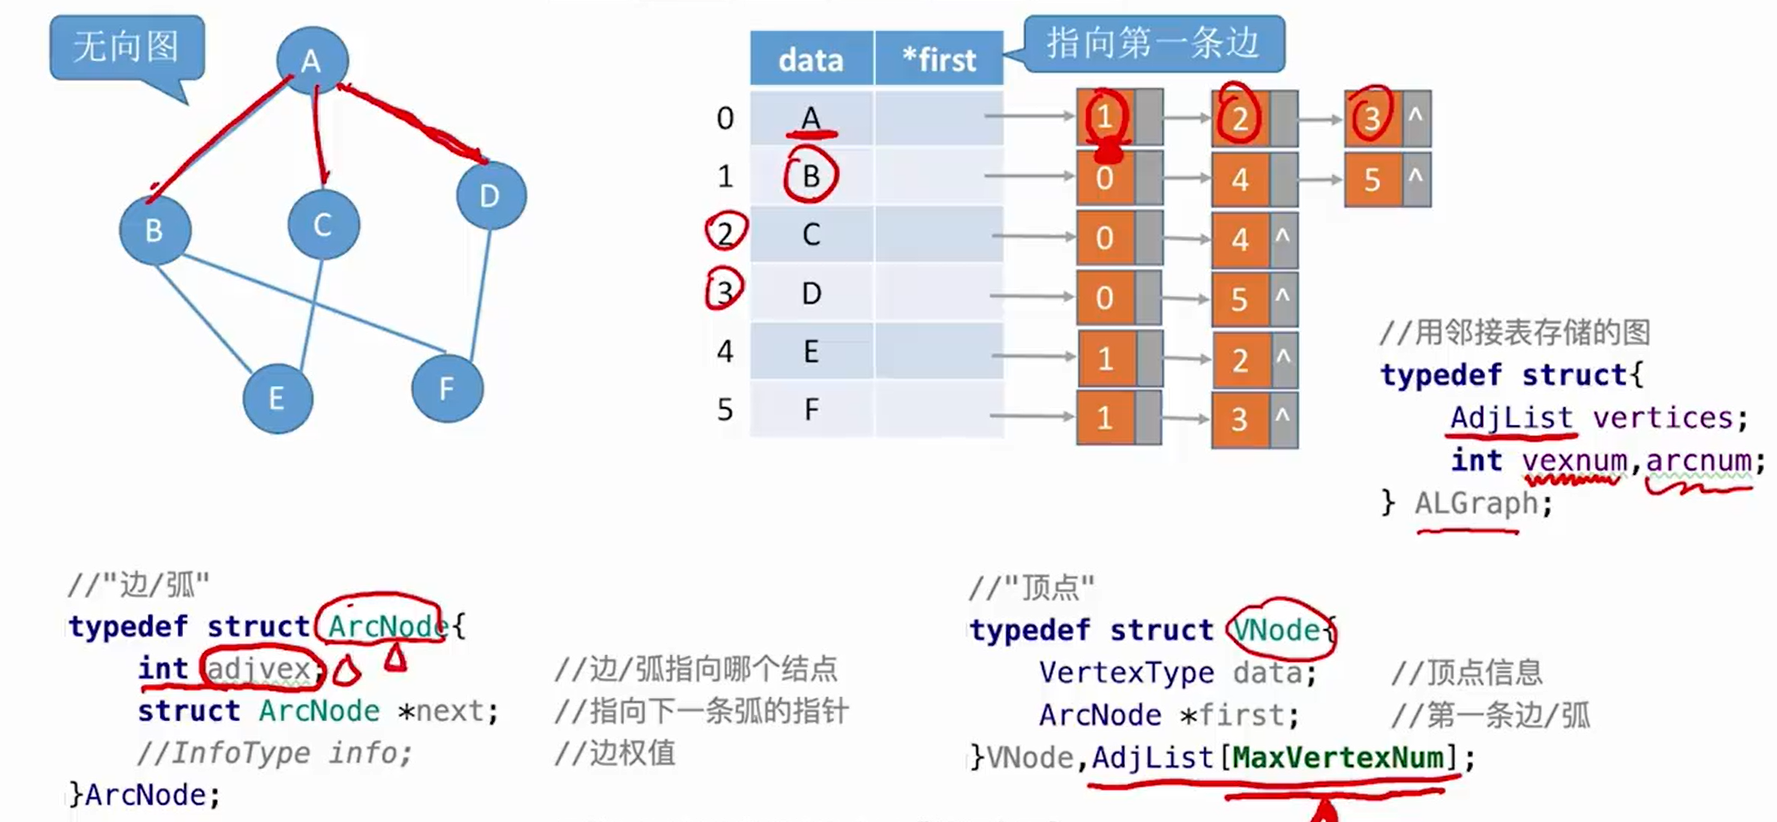 无向图
A
B
C
D
E
F
data *first
指向第一条边
0 A 1 2 3 ^
1 B 0 4 5 ^
2 C 0 4 ^
3 D 0 5 ^
4 E 1 2 ^
5 F 1 3 ^
//用邻接表存储的图
typedef struct{
AdjList vertices;
int vexnum,arcnum;
} ALGraph;
//"边/弧"
typedef struct ArcNode{
int adjvex; //边/弧指向哪个结点
struct ArcNode *next; //指向下一条弧的指针
//InfoType info; //边权值
}ArcNode;
//"顶点"
typedef struct VNode{
VertexType data; //顶点信息
ArcNode *first; //第一条边/弧
}VNode,AdjList[MaxVertexNum];